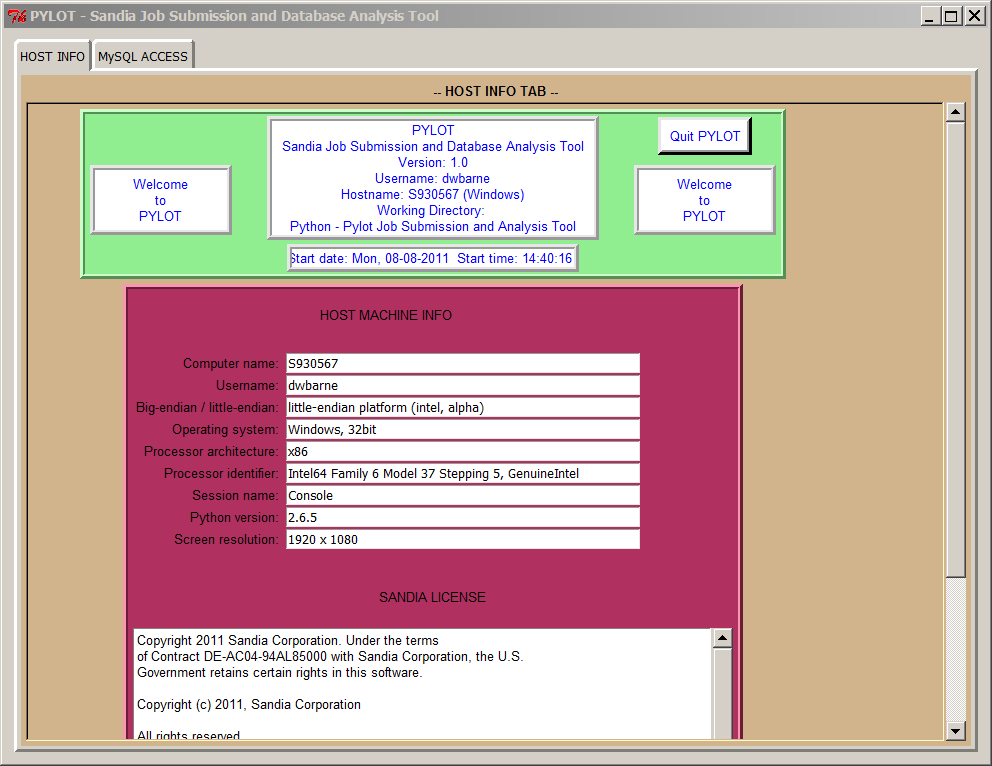 PYLOT - Sandia Job Submission and Database Analysis Tool
HOST INFO
MySQL ACCESS
-- HOST INFO TAB --
Welcome
to
PYLOT
PYLOT
Sandia Job Submission and Database Analysis Tool
Version: 1.0
Username: dwbarne
Hostname: S930567 (Windows)
Working Directory:
Python - Pylot Job Submission and Analysis Tool
Start date: Mon, 08-08-2011  Start time: 14:40:16
Quit PYLOT
Welcome
to
PYLOT
HOST MACHINE INFO
Computer name: S930567
Username: dwbarne
Big-endian / little-endian: little-endian platform (intel, alpha)
Operating system: Windows, 32bit
Processor architecture: x86
Processor identifier: Intel64 Family 6 Model 37 Stepping 5, GenuineIntel
Session name: Console
Python version: 2.6.5
Screen resolution: 1920 x 1080
SANDIA LICENSE
Copyright 2011 Sandia Corporation. Under the terms
of Contract DE-AC04-94AL85000 with Sandia Corporation, the U.S.
Government retains certain rights in this software.
Copyright (c) 2011, Sandia Corporation
All rights reserved